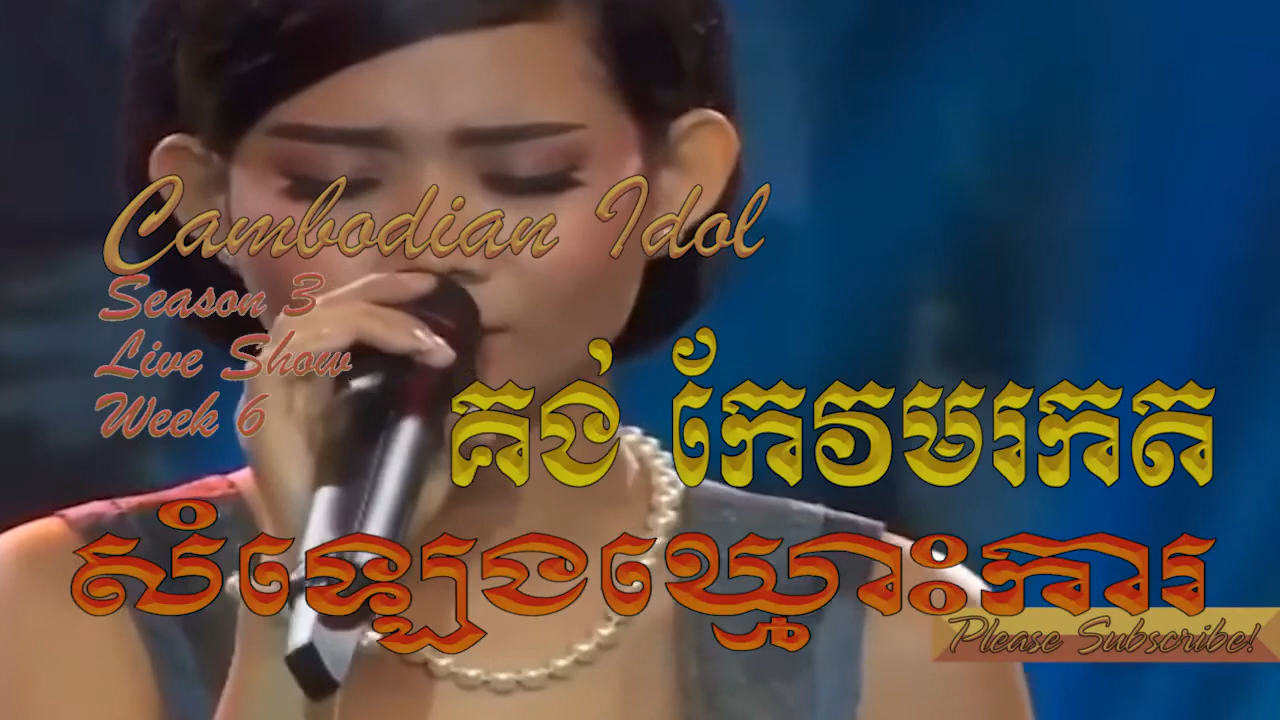 Cambodian Idol
Season 3
Live Show
Week 6
គង់ កែវមរកត
សំឡេងឈ្មោះការ
Please Subscribe!